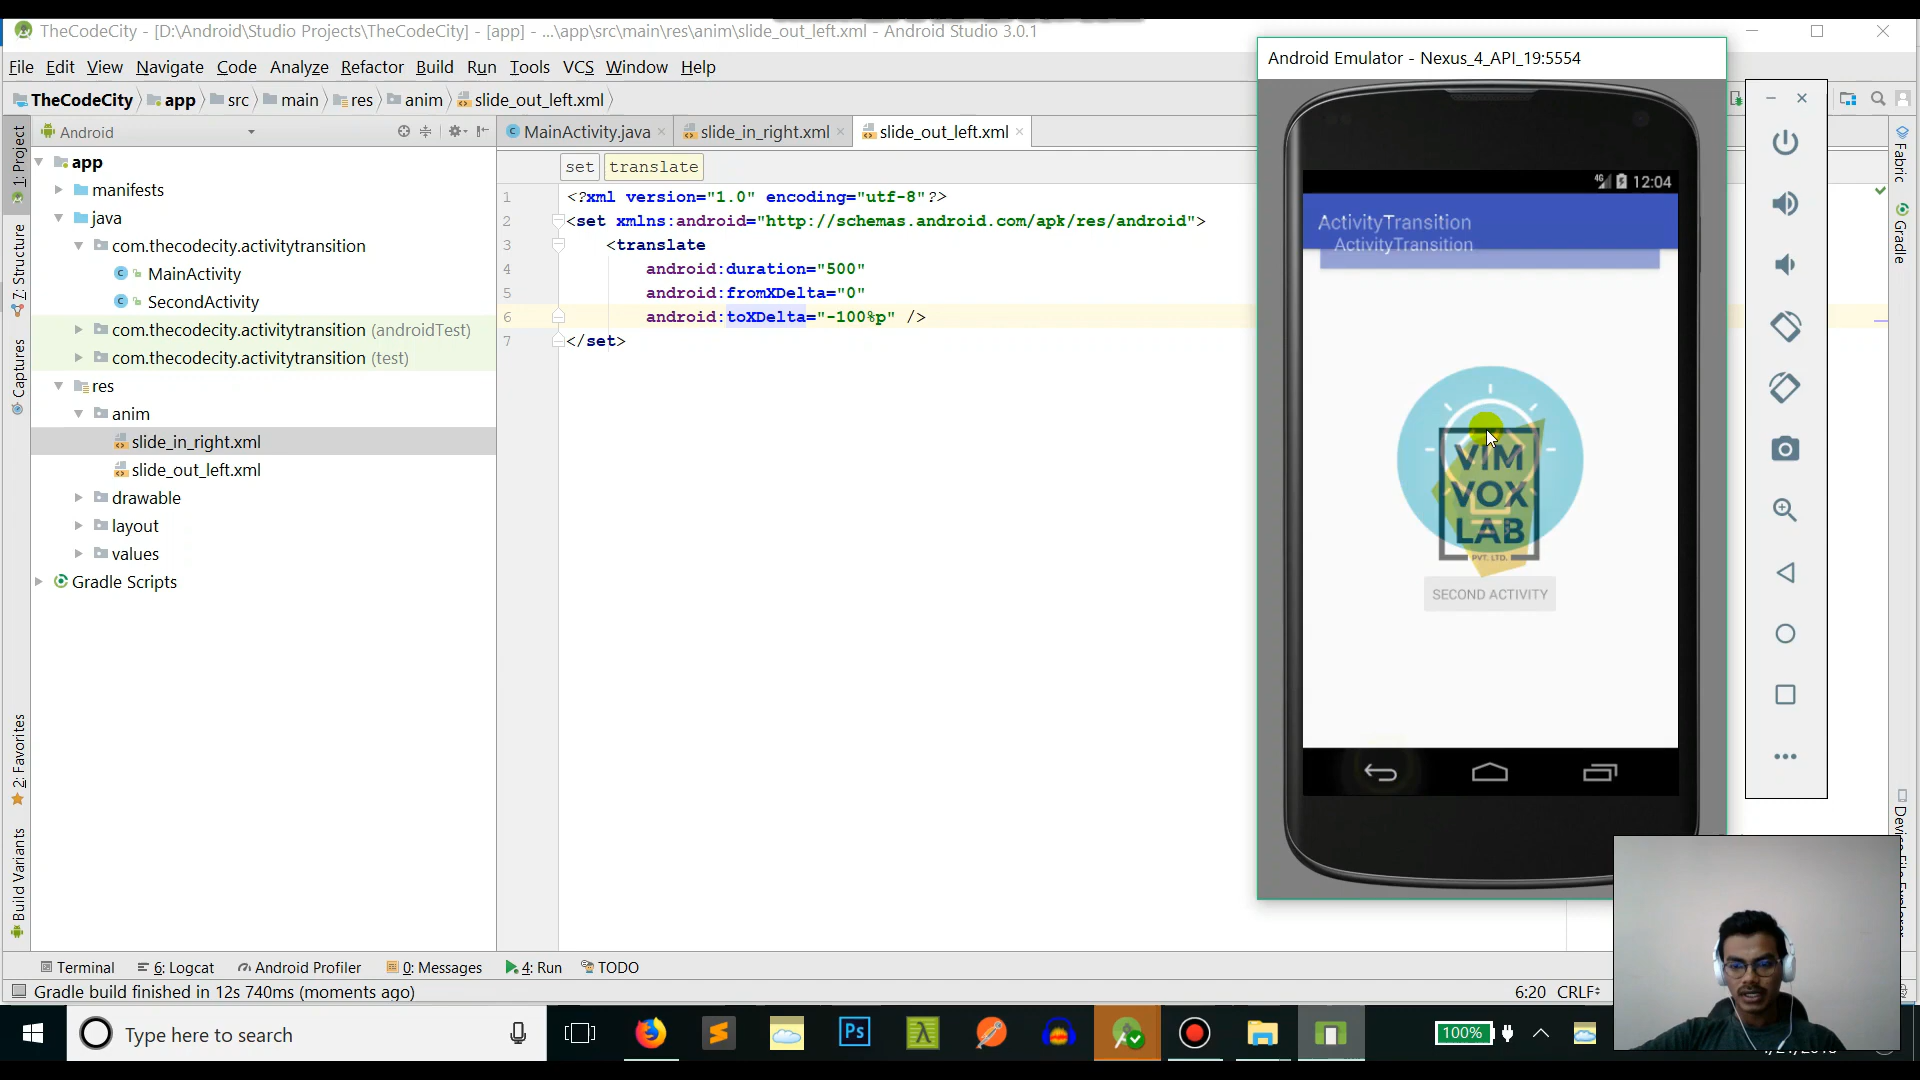 TheCodeCity - [D:\Android\Studio Projects\TheCodeCity] - [app] - ...\app\src\main\res\anim\slide_out_left.xml - Android Studio 3.0.1
File Edit View Navigate Code Analyze Refactor Build Run Tools VCS Window Help
TheCodeCity app src main res anim slide_out_left.xml
1: Project
Z: Structure
Captures
2: Favorites
Build Variants
Android
app
manifests
java
com.thecodecity.activitytransition
MainActivity
SecondActivity
com.thecodecity.activitytransition (androidTest)
com.thecodecity.activitytransition (test)
res
anim
slide_in_right.xml
slide_out_left.xml
drawable
layout
values
Gradle Scripts
MainActivity.java slide_in_right.xml slide_out_left.xml
set translate
1 <?xml version="1.0" encoding="utf-8"?>
2 <set xmlns:android="http://schemas.android.com/apk/res/android">
3 <translate
4 android:duration="500"
5 android:fromXDelta="0"
6 android:toXDelta="-100%p" />
7 </set>
Android Emulator - Nexus_4_API_19:5554
4G 12:04
ActivityTransition
ActivityTransition
VIM
VOX
LAB
PVT. LTD.
SECOND ACTIVITY
Fabric
Gradle
Device File Explorer
Terminal 6: Logcat Android Profiler 0: Messages 4: Run TODO
Gradle build finished in 12s 740ms (moments ago) 6:20 CRLF
Type here to search Ps 100%